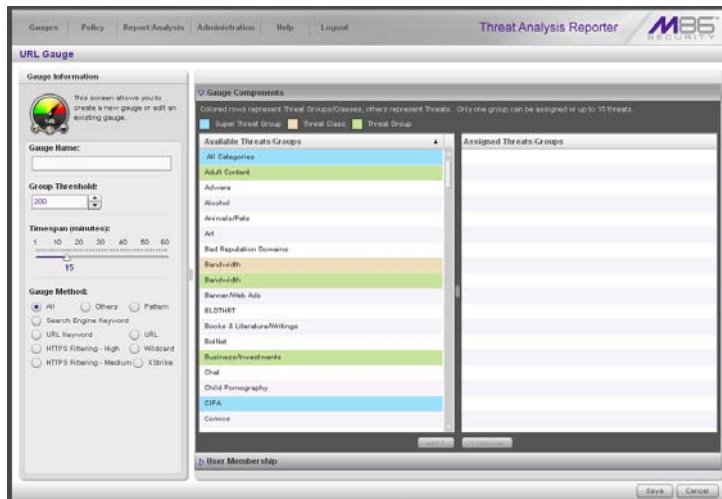 Gauges Policy Report/Analysis Administration Help Logout
Threat Analysis Reporter
M86
SECURITY
URL Gauge
Gauge Information
This screen allows you to
create a new gauge or edit an
existing gauge.
Gauge Name:
Group Threshold:
200
Timespan (minutes):
1 10 20 30 40 50 60
15
Gauge Method:
All Others Pattern
Search Engine Keyword
URL Keyword URL
HTTPS Filtering - High Wildcard
HTTPS Filtering - Medium XStrike
Gauge Components
Colored rows represent Threat Groups/Classes, others represent Threats. Only one group can be assigned or up to 15 threats.
Super Threat Group Threat Class Threat Group
Available Threats/Groups
All Categories
Adult Content
Adware
Alcohol
Animals/Pets
Art
Bad Reputation Domains
Bandwidth
Bandwidth
Banner/Web Ads
BLOTHRT
Books & Literature/Writings
BotNet
Business/Investments
Chat
Child Pornography
CIPA
Comics
Assigned Threats/Groups
User Membership
Save Cancel